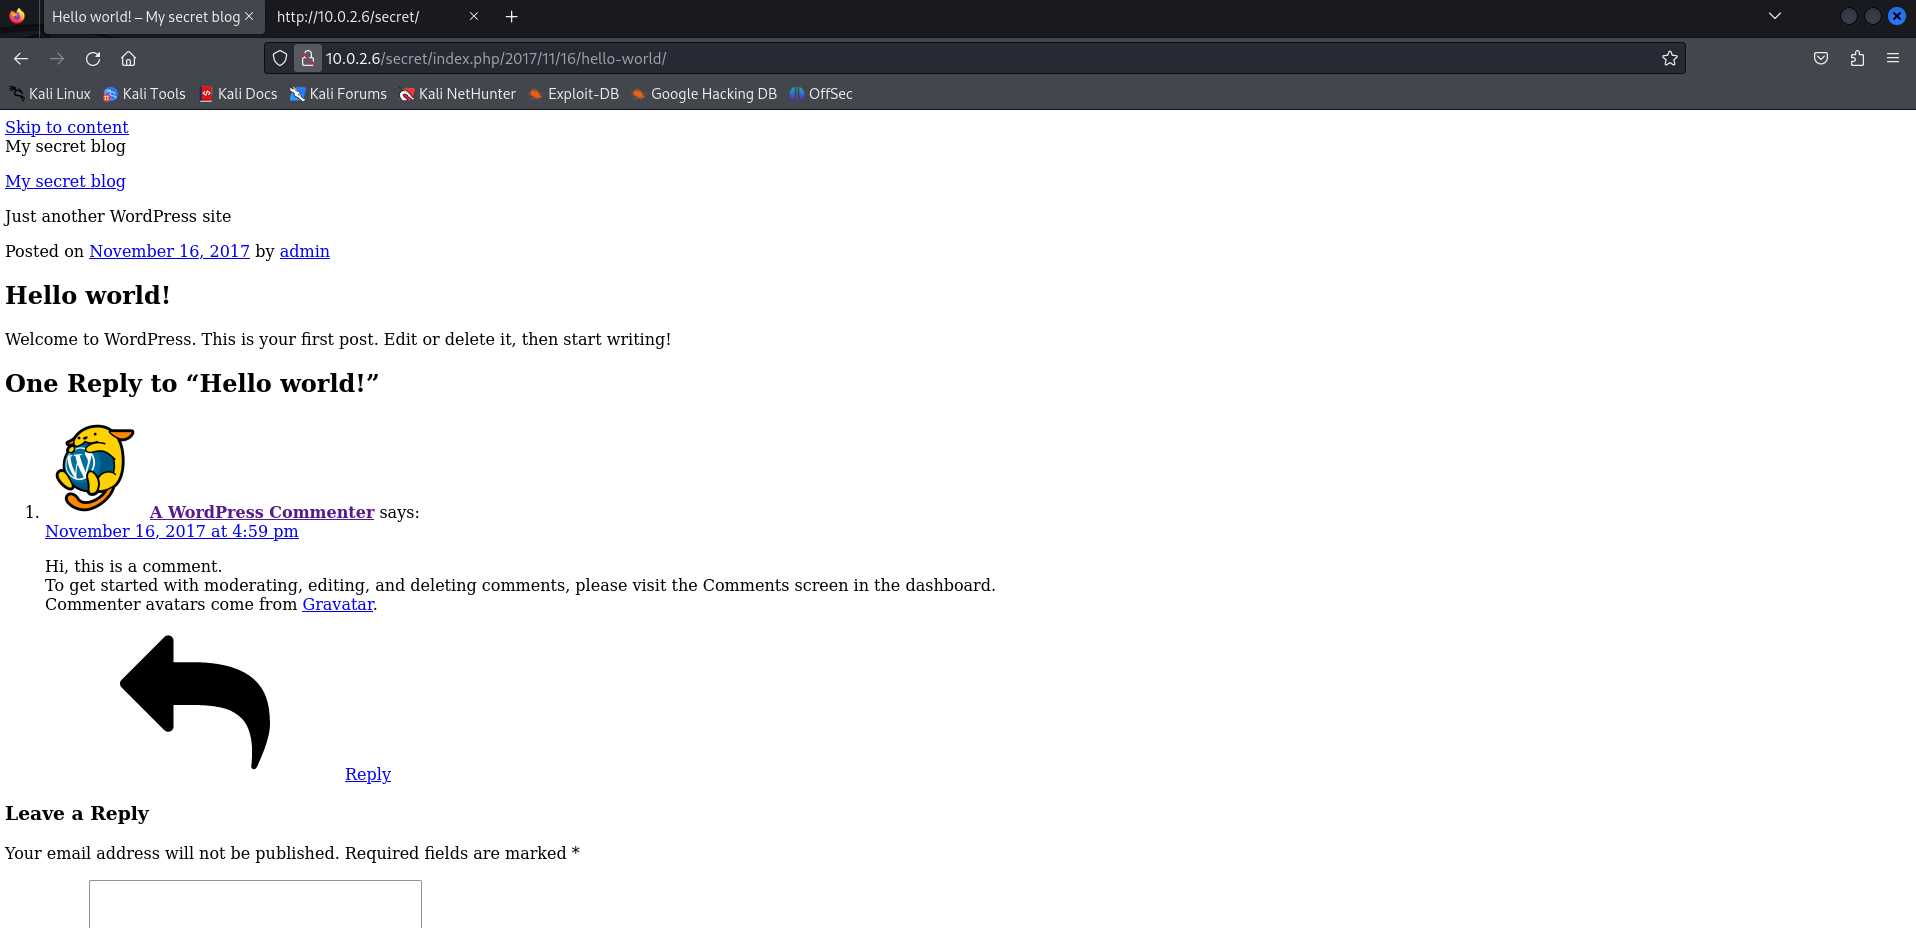 Hello world! – My secret blog
http://10.0.2.6/secret/
10.0.2.6/secret/index.php/2017/11/16/hello-world/
Kali Linux Kali Tools Kali Docs Kali Forums Kali NetHunter Exploit-DB Google Hacking DB OffSec
Skip to content
My secret blog
My secret blog
Just another WordPress site
Posted on November 16, 2017 by admin
Hello world!
Welcome to WordPress. This is your first post. Edit or delete it, then start writing!
One Reply to “Hello world!”
1. A WordPress Commenter says:
November 16, 2017 at 4:59 pm
Hi, this is a comment.
To get started with moderating, editing, and deleting comments, please visit the Comments screen in the dashboard.
Commenter avatars come from Gravatar.
Reply
Leave a Reply
Your email address will not be published. Required fields are marked *